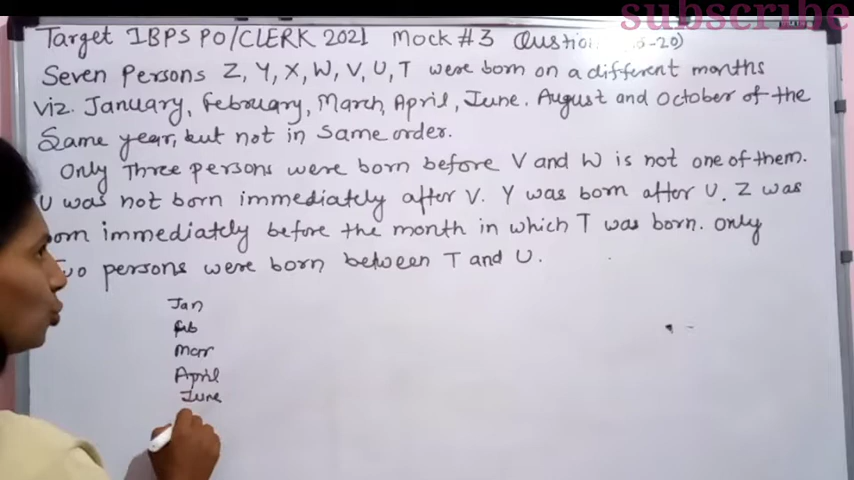 subscribe
Target IBPS PO/CLERK 2021 Mock #3 Qustion -20)
Seven Persons Z, Y, X, W, V, U, T were born on a different months
viz. January, February, March, April, June. August and October of the
Same year, but not in same order.
Only Three persons were born before V and W is not one of them.
U was not born immediately after V. Y was born after U. Z was
orn immediately before the month in which T was born. only
persons were born between T and U.
Jan
feb
Mar
April
June